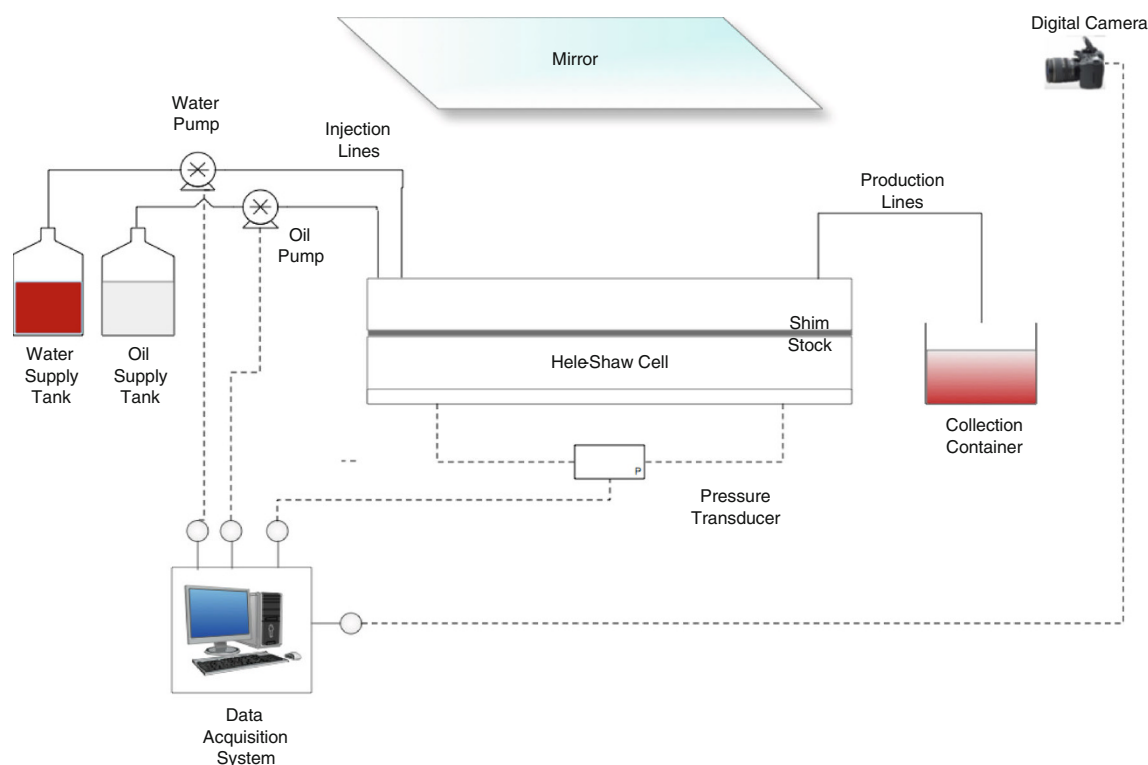 Digital Camera
Mirror
Water
Pump
Injection
Lines
Production
Lines
Oil
Pump
Shim
Stock
Hele-Shaw Cell
Water
Supply
Tank
Oil
Supply
Tank
Collection
Container
P
Pressure
Transducer
Data
Acquisition
System